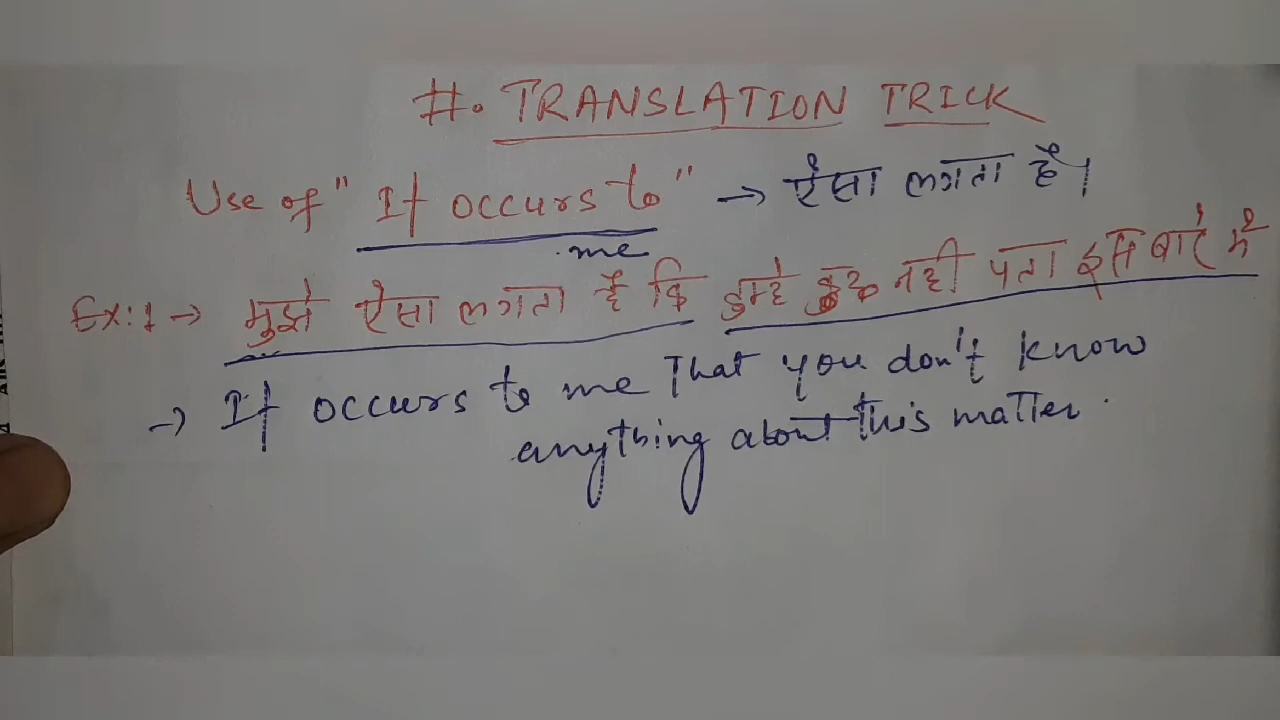 #. TRANSLATION TRICK
Use of "It occurs to" → ऐसा लगता है।
me
Ex:1 → मुझे ऐसा लगता है कि तुम्हे कुछ नही पता इस बारे में
→ It occurs to me That you don't know
anything about This matter.